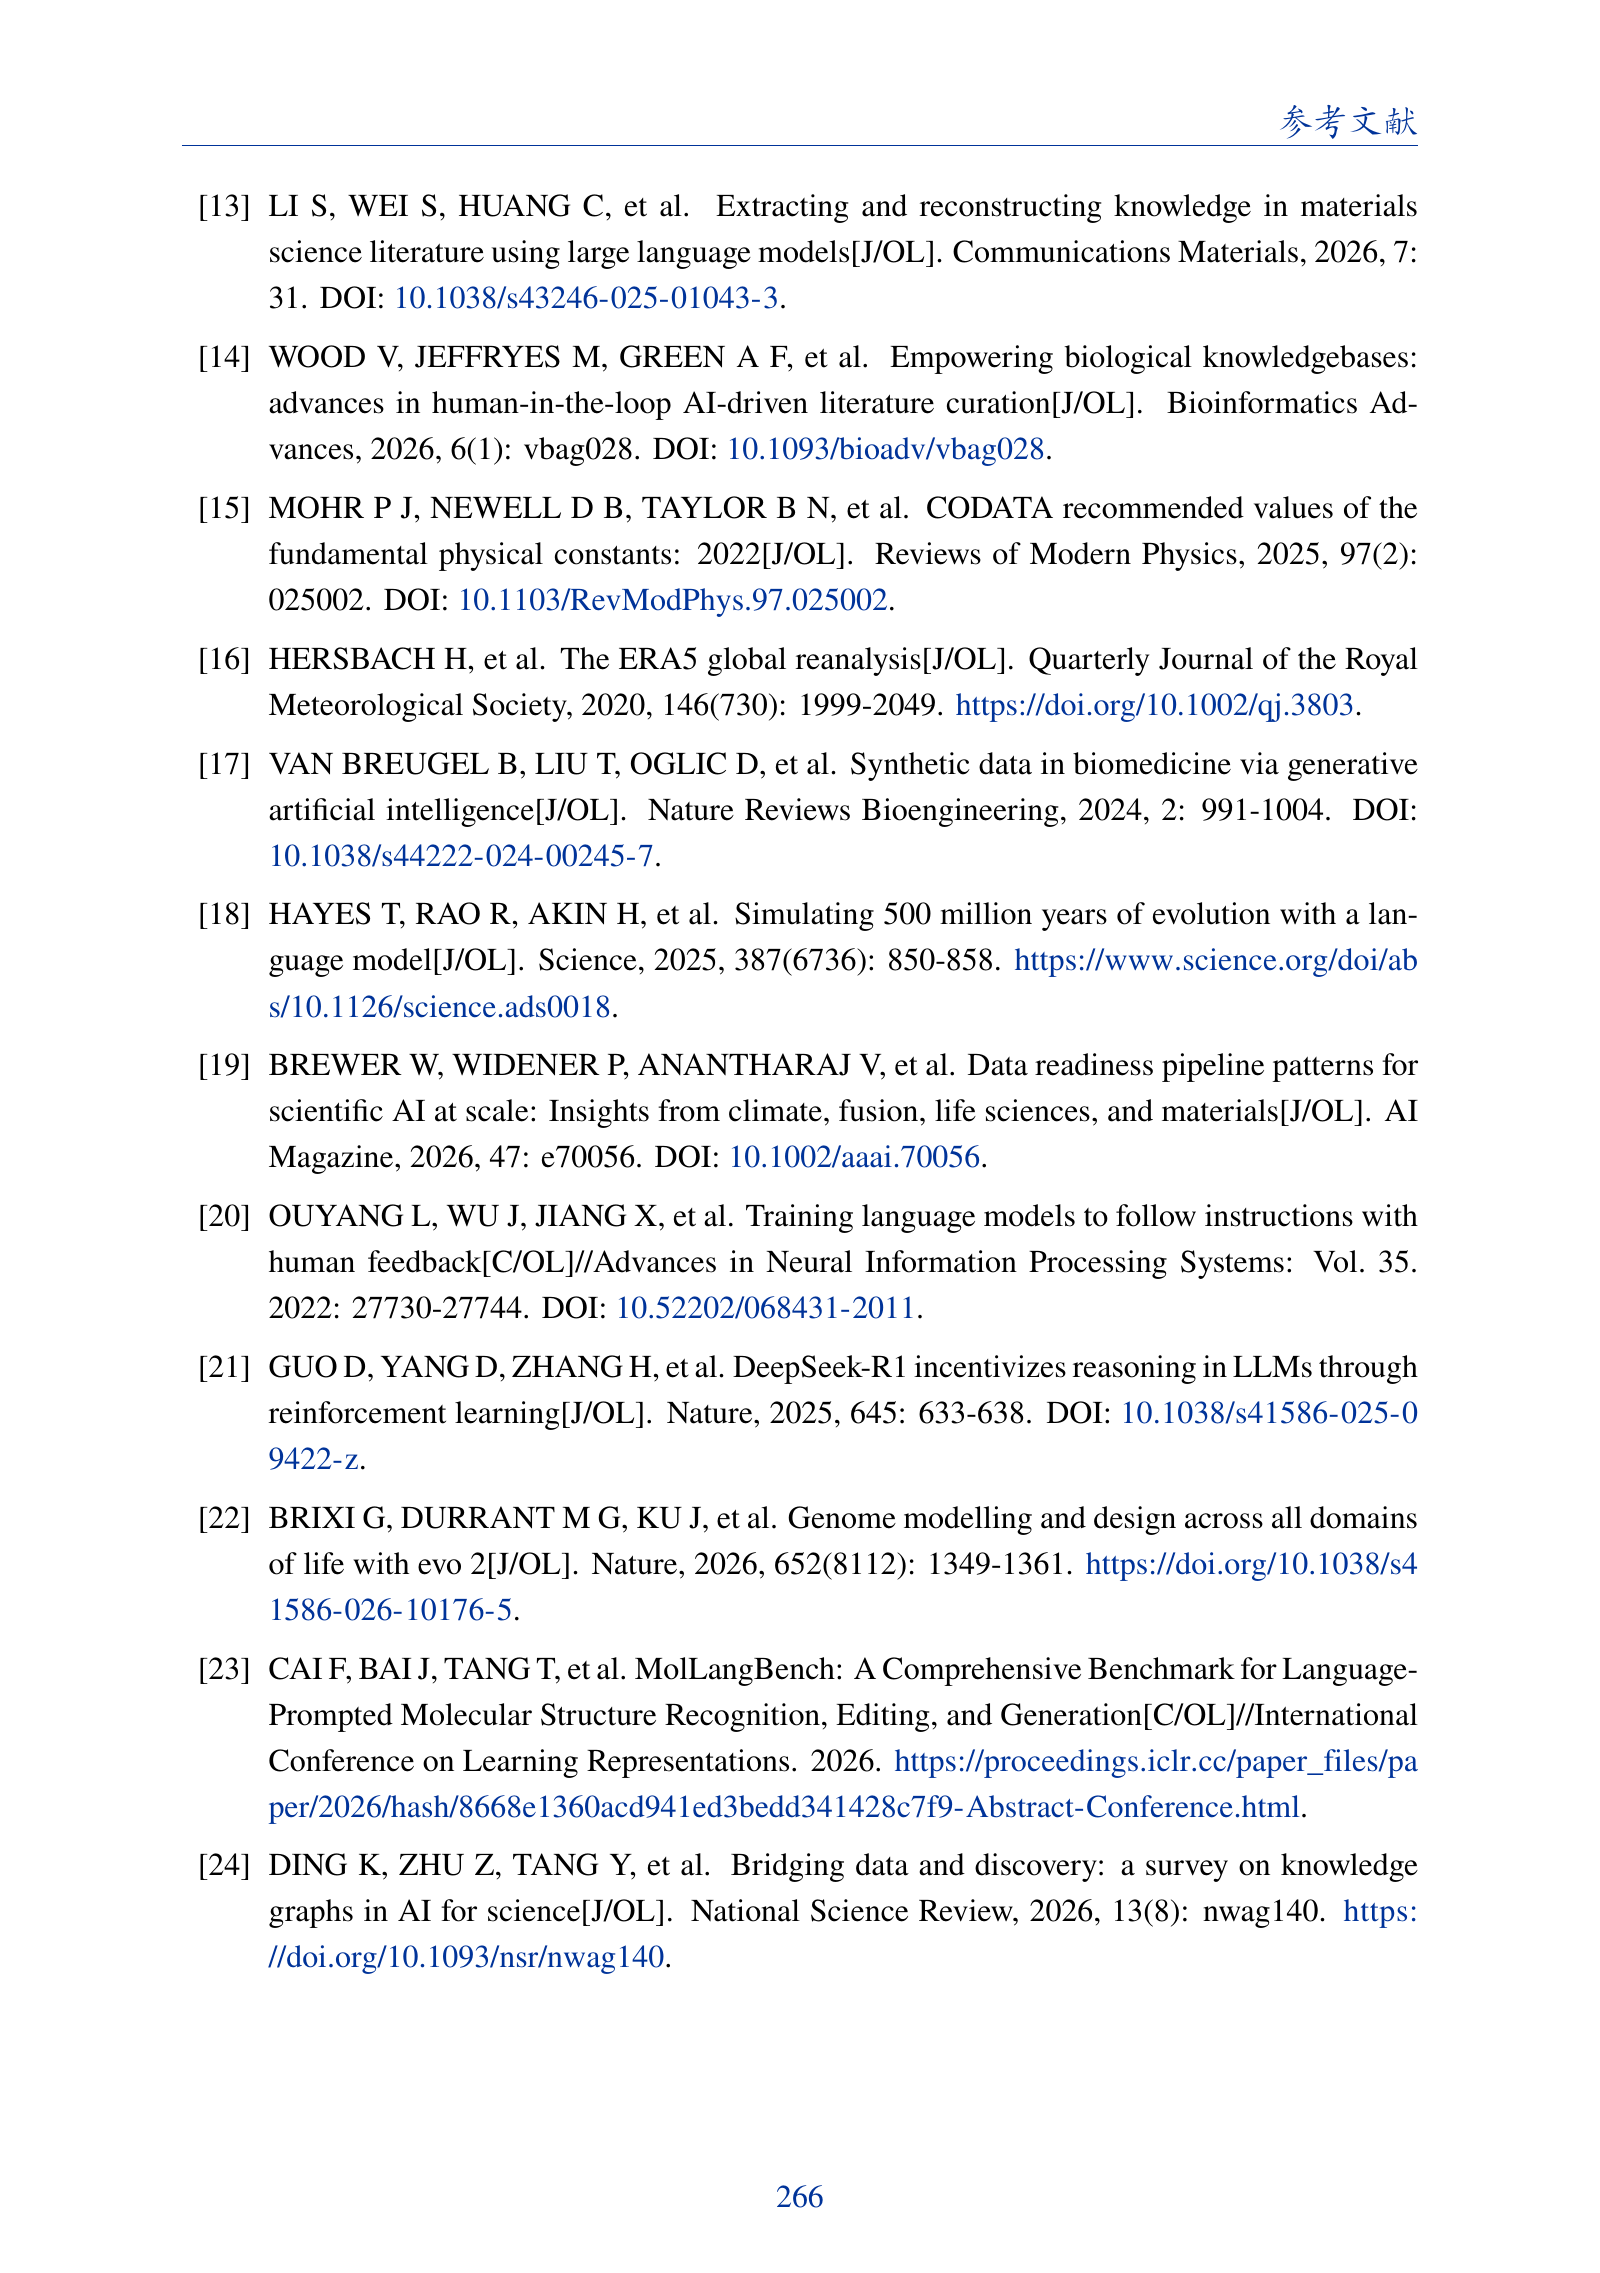 参考文献
[13] LI S, WEI S, HUANG C, et al. Extracting and reconstructing knowledge in materials
science literature using large language models[J/OL]. Communications Materials, 2026, 7:
31. DOI: 10.1038/s43246-025-01043-3.
[14] WOOD V, JEFFRYES M, GREEN A F, et al. Empowering biological knowledgebases:
advances in human-in-the-loop AI-driven literature curation[J/OL]. Bioinformatics Ad-
vances, 2026, 6(1): vbag028. DOI: 10.1093/bioadv/vbag028.
[15] MOHR P J, NEWELL D B, TAYLOR B N, et al. CODATA recommended values of the
fundamental physical constants: 2022[J/OL]. Reviews of Modern Physics, 2025, 97(2):
025002. DOI: 10.1103/RevModPhys.97.025002.
[16] HERSBACH H, et al. The ERA5 global reanalysis[J/OL]. Quarterly Journal of the Royal
Meteorological Society, 2020, 146(730): 1999-2049. https://doi.org/10.1002/qj.3803.
[17] VAN BREUGEL B, LIU T, OGLIC D, et al. Synthetic data in biomedicine via generative
artificial intelligence[J/OL]. Nature Reviews Bioengineering, 2024, 2: 991-1004. DOI:
10.1038/s44222-024-00245-7.
[18] HAYES T, RAO R, AKIN H, et al. Simulating 500 million years of evolution with a lan-
guage model[J/OL]. Science, 2025, 387(6736): 850-858. https://www.science.org/doi/ab
s/10.1126/science.ads0018.
[19] BREWER W, WIDENER P, ANANTHARAJ V, et al. Data readiness pipeline patterns for
scientific AI at scale: Insights from climate, fusion, life sciences, and materials[J/OL]. AI
Magazine, 2026, 47: e70056. DOI: 10.1002/aaai.70056.
[20] OUYANG L, WU J, JIANG X, et al. Training language models to follow instructions with
human feedback[C/OL]//Advances in Neural Information Processing Systems: Vol. 35.
2022: 27730-27744. DOI: 10.52202/068431-2011.
[21] GUO D, YANG D, ZHANG H, et al. DeepSeek-R1 incentivizes reasoning in LLMs through
reinforcement learning[J/OL]. Nature, 2025, 645: 633-638. DOI: 10.1038/s41586-025-0
9422-z.
[22] BRIXI G, DURRANT M G, KU J, et al. Genome modelling and design across all domains
of life with evo 2[J/OL]. Nature, 2026, 652(8112): 1349-1361. https://doi.org/10.1038/s4
1586-026-10176-5.
[23] CAI F, BAI J, TANG T, et al. MolLangBench: A Comprehensive Benchmark for Language-
Prompted Molecular Structure Recognition, Editing, and Generation[C/OL]//International
Conference on Learning Representations. 2026. https://proceedings.iclr.cc/paper_files/pa
per/2026/hash/8668e1360acd941ed3bedd341428c7f9-Abstract-Conference.html.
[24] DING K, ZHU Z, TANG Y, et al. Bridging data and discovery: a survey on knowledge
graphs in AI for science[J/OL]. National Science Review, 2026, 13(8): nwag140. https:
//doi.org/10.1093/nsr/nwag140.
266